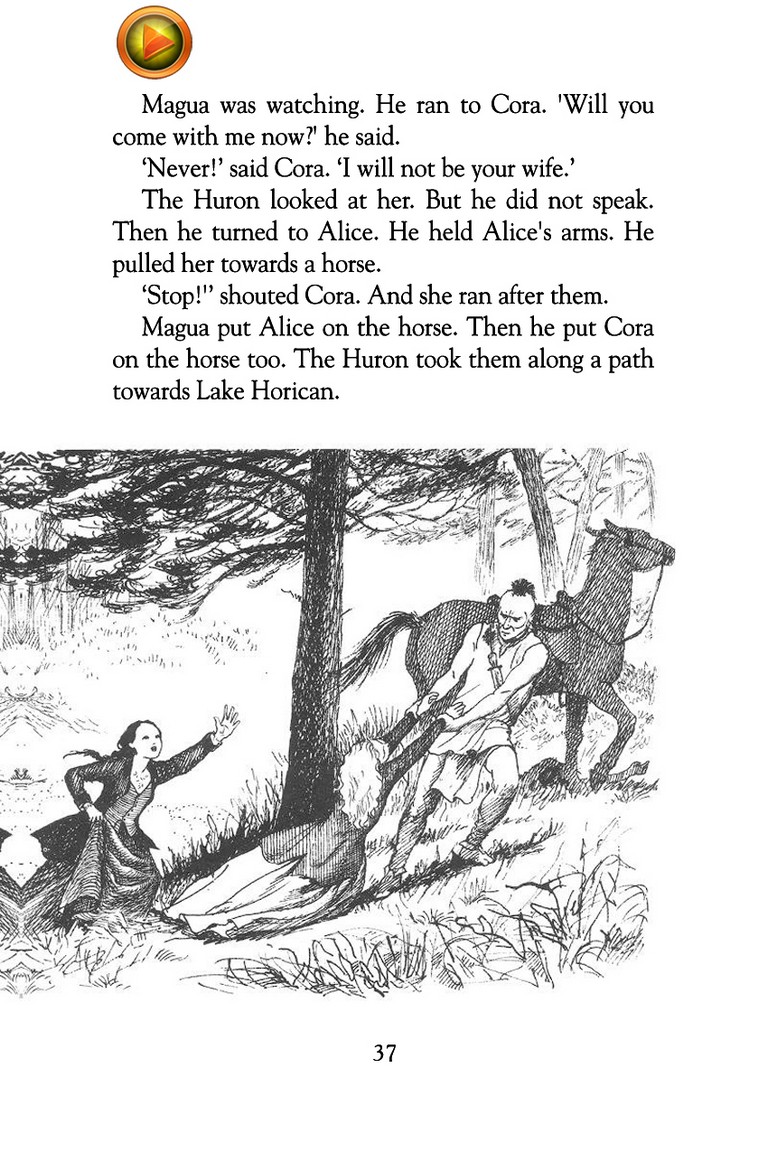 Magua was watching. He ran to Cora. 'Will you
come with me now?' he said.
‘Never!’ said Cora. ‘I will not be your wife.’
The Huron looked at her. But he did not speak.
Then he turned to Alice. He held Alice's arms. He
pulled her towards a horse.
‘Stop!" shouted Cora. And she ran after them.
Magua put Alice on the horse. Then he put Cora
on the horse too. The Huron took them along a path
towards Lake Horican.
37